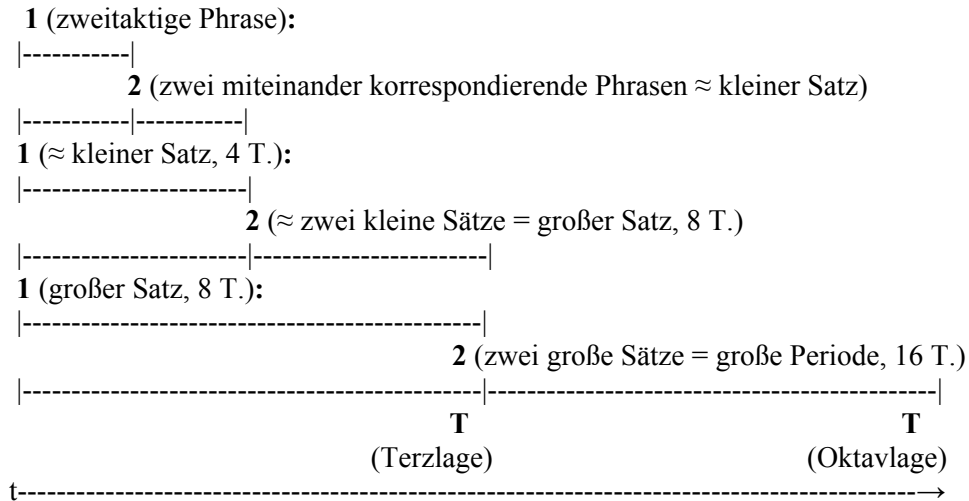 1 (zweitaktige Phrase):
|-----------|
2 (zwei miteinander korrespondierende Phrasen ≈ kleiner Satz)
|-----------|-----------|
1 (≈ kleiner Satz, 4 T.):
|-----------------------|
2 (≈ zwei kleine Sätze = großer Satz, 8 T.)
|-----------------------|------------------------|
1 (großer Satz, 8 T.):
|-----------------------------------------------|
2 (zwei große Sätze = große Periode, 16 T.)
|-----------------------------------------------|-----------------------------------------------|
T T
(Terzlage) (Oktavlage)
t--------------------------------------------------------------------------------------------→